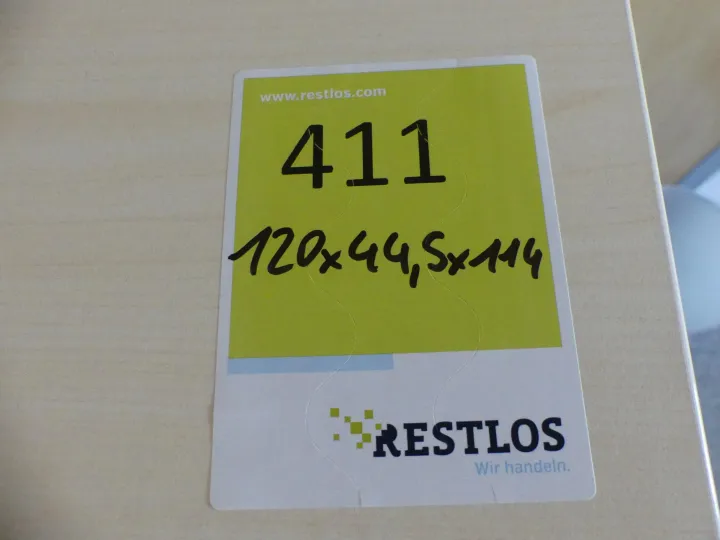 www.restlos.com
411
120x44,5x114
RESTLOS
Wir handeln.